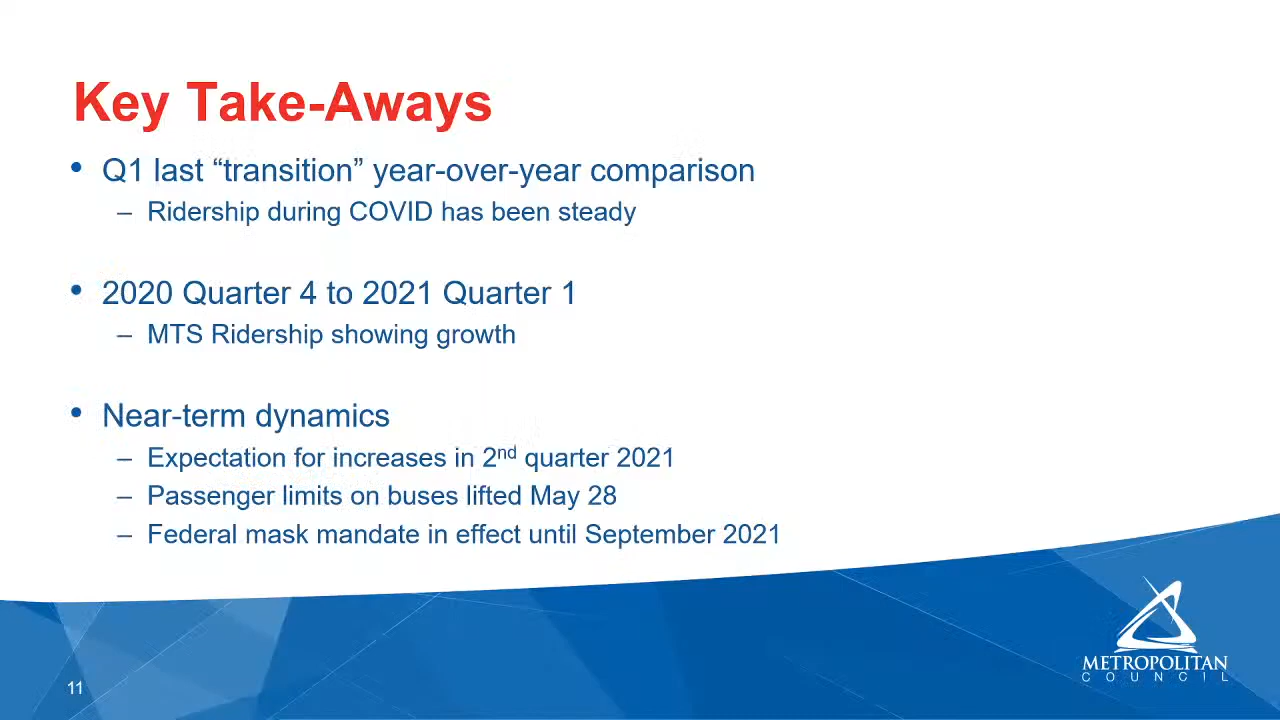 Key Take-Aways
• Q1 last “transition” year-over-year comparison
– Ridership during COVID has been steady
• 2020 Quarter 4 to 2021 Quarter 1
– MTS Ridership showing growth
• Near-term dynamics
– Expectation for increases in 2nd quarter 2021
– Passenger limits on buses lifted May 28
– Federal mask mandate in effect until September 2021
METROPOLITAN
COUNCIL
11